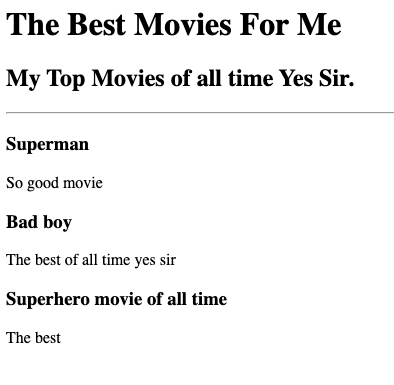 The Best Movies For Me
My Top Movies of all time Yes Sir.
Superman
So good movie
Bad boy
The best of all time yes sir
Superhero movie of all time
The best